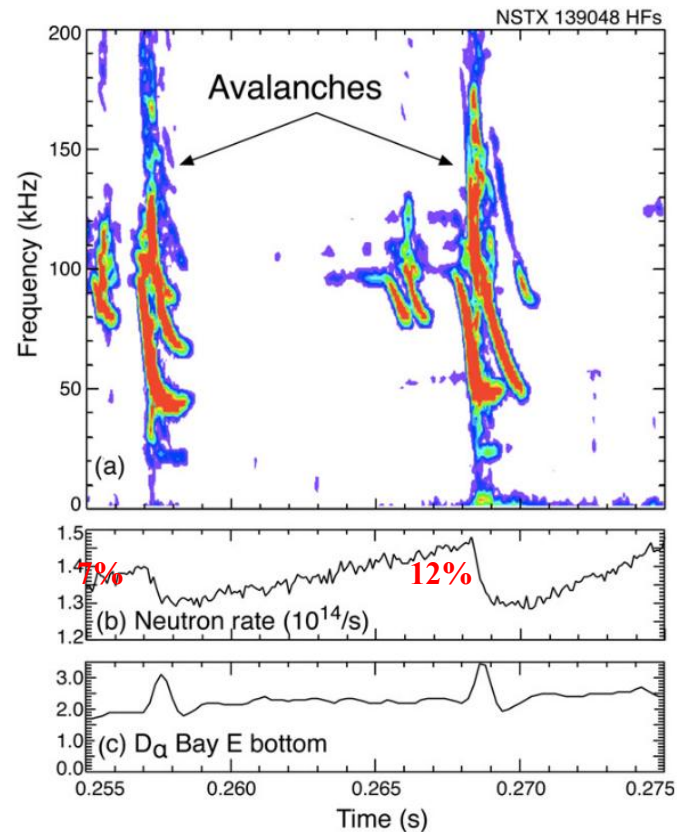 NSTX 139048 HFs
200
Avalanches
150
100
50
0
Frequency (kHz)
(a)
1.5
1.4
1.3
1.2
7%
12%
(b) Neutron rate (10¹⁴/s)
3.0
2.0
1.0
0.0
(c) Dα Bay E bottom
0.255
0.260
0.265
0.270
0.275
Time (s)